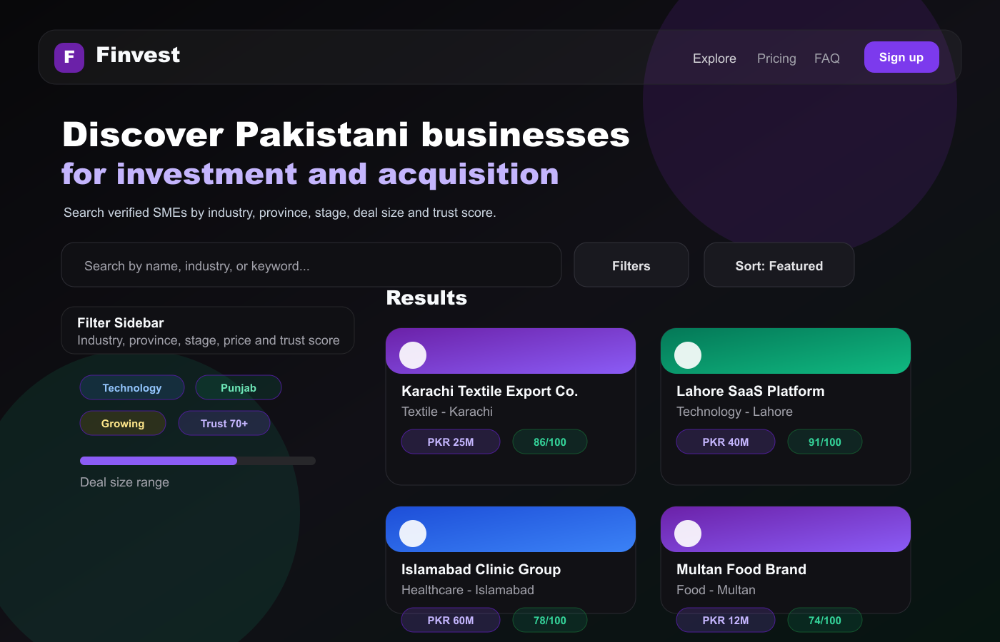 F
Finvest
Explore
Pricing
FAQ
Sign up
Discover Pakistani businesses
for investment and acquisition
Search verified SMEs by industry, province, stage, deal size and trust score.
Search by name, industry, or keyword...
Filters
Sort: Featured
Filter Sidebar
Industry, province, stage, price and trust score
Technology
Punjab
Growing
Trust 70+
Deal size range
Results
Karachi Textile Export Co.
Textile - Karachi
PKR 25M
86/100
Lahore SaaS Platform
Technology - Lahore
PKR 40M
91/100
Islamabad Clinic Group
Healthcare - Islamabad
PKR 60M
78/100
Multan Food Brand
Food - Multan
PKR 12M
74/100